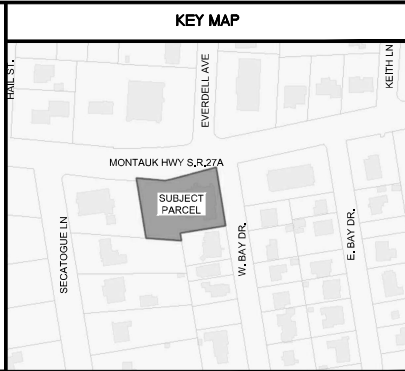 KEY MAP
HAIL ST.
EVERDELL AVE
KEITH LN
MONTAUK HWY S.R.27A
SUBJECT
PARCEL
SECATOGUE LN
W. BAY DR.
E. BAY DR.